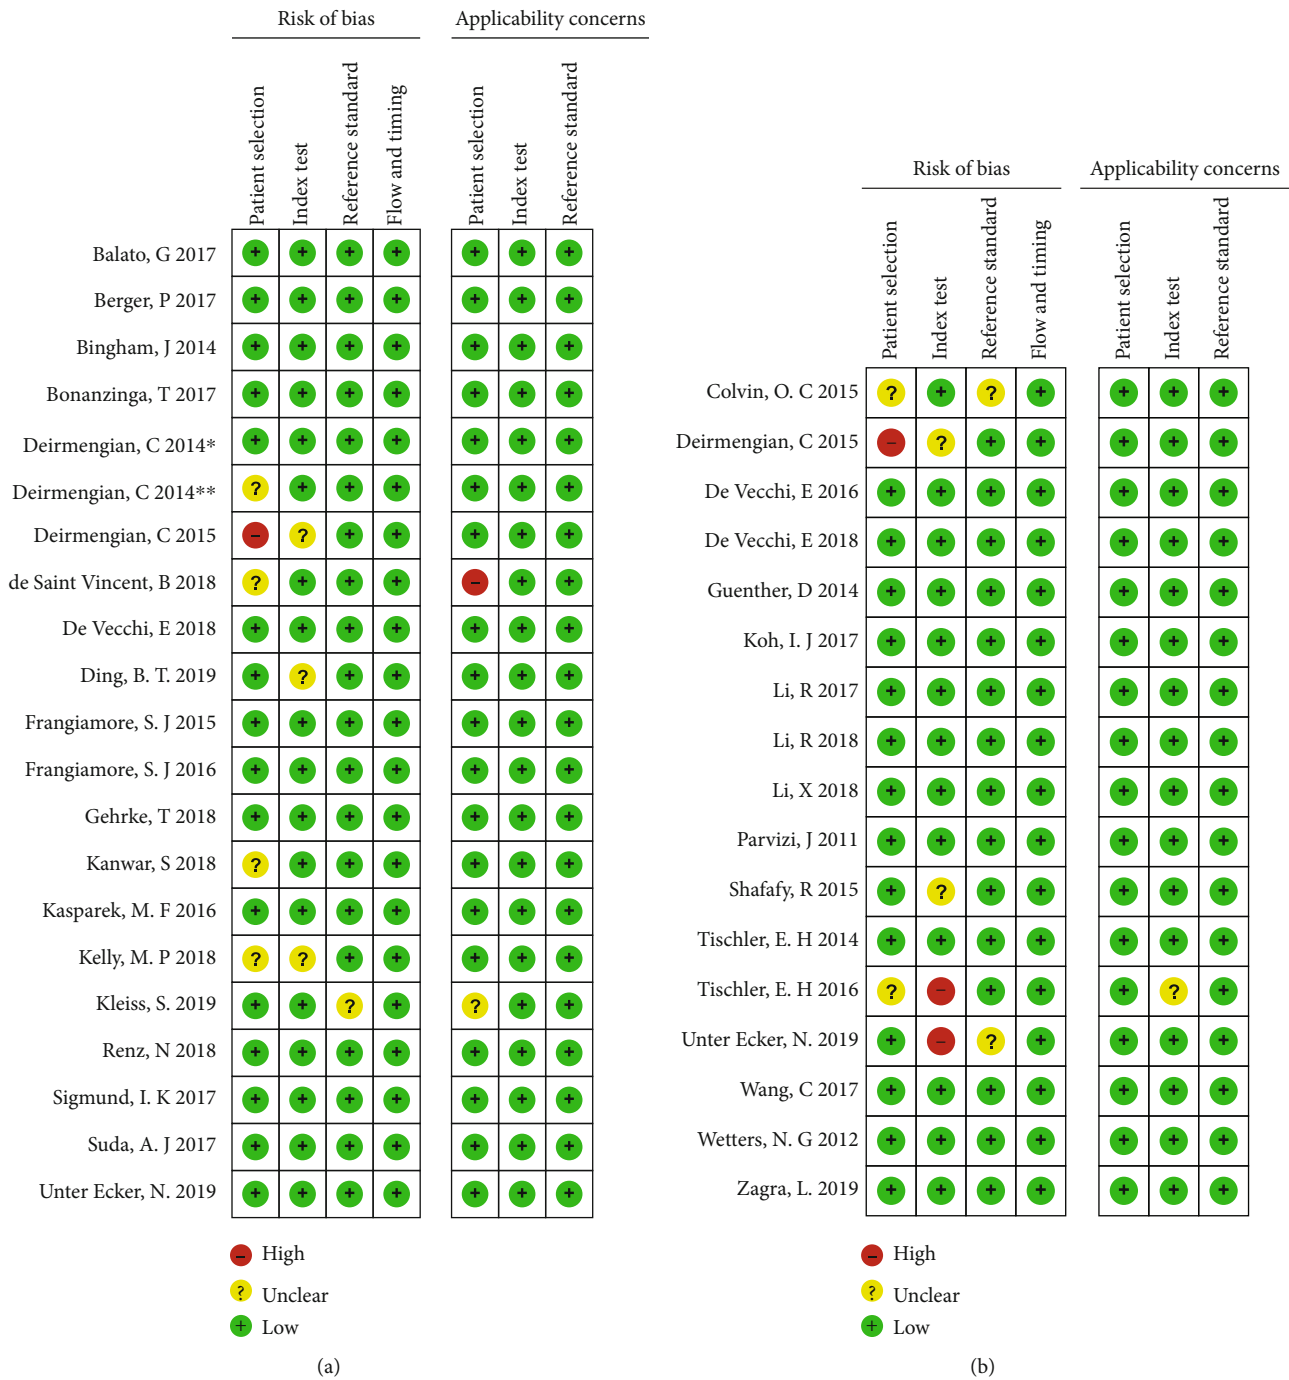 Risk of bias
Applicability concerns
Patient selection
Index test
Reference standard
Flow and timing
Patient selection
Index test
Reference standard
Balato, G 2017 + + + + + + +
Berger, P 2017 + + + + + + +
Bingham, J 2014 + + + + + + +
Bonanzinga, T 2017 + + + + + + +
Deirmengian, C 2014* + + + + + + +
Deirmengian, C 2014** ? + + + + + +
Deirmengian, C 2015 – ? + + + + +
de Saint Vincent, B 2018 ? + + + – + +
De Vecchi, E 2018 + + + + + + +
Ding, B. T. 2019 + ? + + + + +
Frangiamore, S. J 2015 + + + + + + +
Frangiamore, S. J 2016 + + + + + + +
Gehrke, T 2018 + + + + + + +
Kanwar, S 2018 ? + + + + + +
Kasparek, M. F 2016 + + + + + + +
Kelly, M. P 2018 ? ? + + + + +
Kleiss, S. 2019 + + ? + ? + +
Renz, N 2018 + + + + + + +
Sigmund, I. K 2017 + + + + + + +
Suda, A. J 2017 + + + + + + +
Unter Ecker, N. 2019 + + + + + + +
– High
? Unclear
+ Low
(a)
Risk of bias
Applicability concerns
Patient selection
Index test
Reference standard
Flow and timing
Patient selection
Index test
Reference standard
Colvin, O. C 2015 ? + ? + + + +
Deirmengian, C 2015 – ? + + + + +
De Vecchi, E 2016 + + + + + + +
De Vecchi, E 2018 + + + + + + +
Guenther, D 2014 + + + + + + +
Koh, I. J 2017 + + + + + + +
Li, R 2017 + + + + + + +
Li, R 2018 + + + + + + +
Li, X 2018 + + + + + + +
Parvizi, J 2011 + + + + + + +
Shafafy, R 2015 + ? + + + + +
Tischler, E. H 2014 + + + + + + +
Tischler, E. H 2016 ? – + + + ? +
Unter Ecker, N. 2019 + – ? + + + +
Wang, C 2017 + + + + + + +
Wetters, N. G 2012 + + + + + + +
Zagra, L. 2019 + + + + + + +
– High
? Unclear
+ Low
(b)